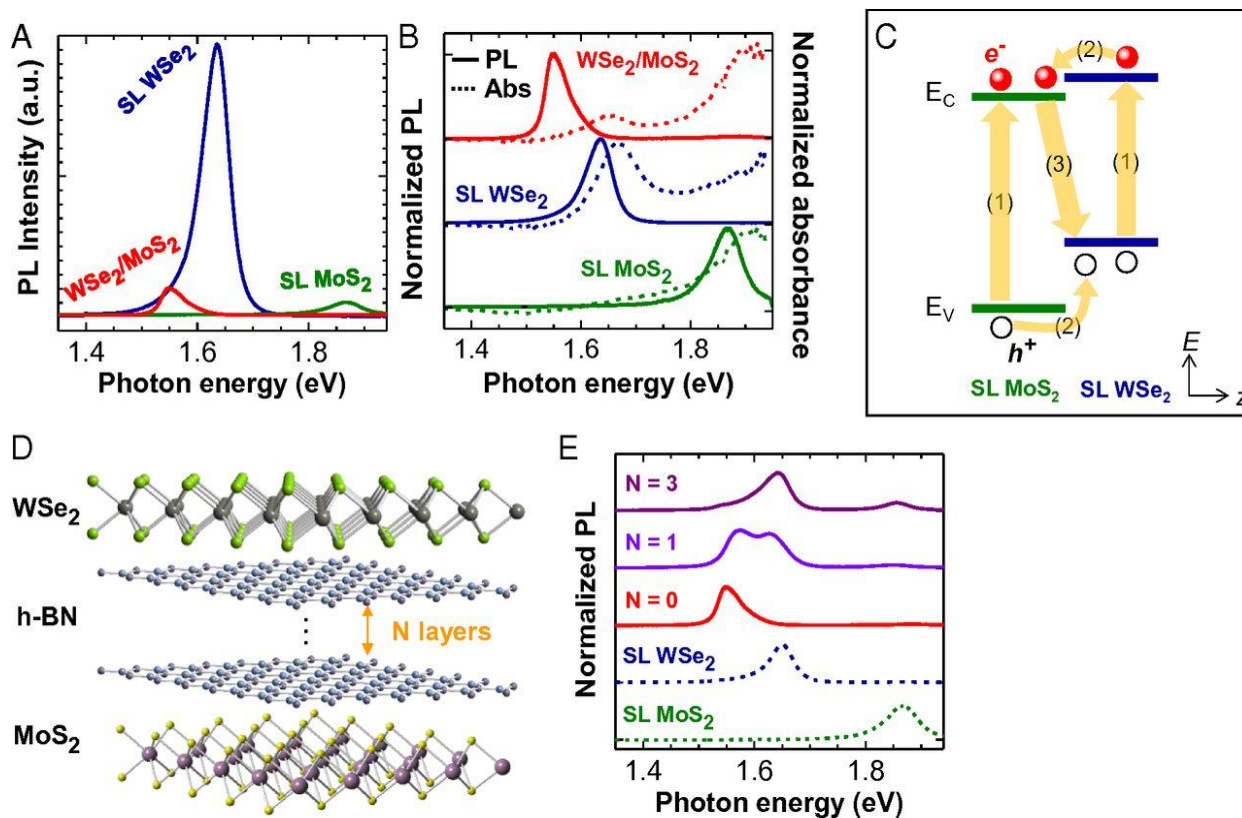 A
PL Intensity (a.u.)
SL WSe₂
WSe₂/MoS₂
SL MoS₂
1.4 1.6 1.8
Photon energy (eV)
B
Normalized PL
PL
Abs
WSe₂/MoS₂
SL WSe₂
SL MoS₂
Normalized absorbance
1.4 1.6 1.8
Photon energy (eV)
C
e⁻
(2)
E_C
(1)
(3)
(1)
E_V
(2)
h⁺
E
z
SL MoS₂ SL WSe₂
D
WSe₂
h-BN
N layers
MoS₂
E
Normalized PL
N = 3
N = 1
N = 0
SL WSe₂
SL MoS₂
1.4 1.6 1.8
Photon energy (eV)